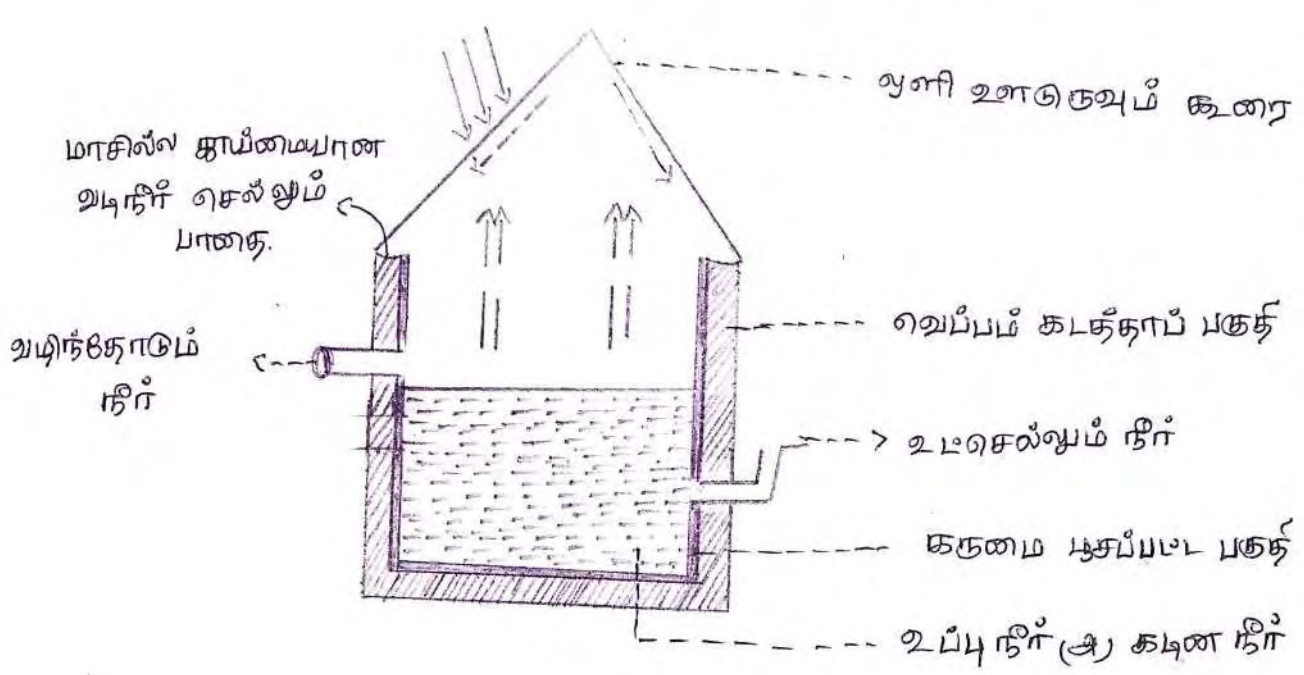 ஒளி ஊடுருவும் கூரை
மாசில்ல தூய்மையான
வடிநீர் செல்லும்
பாதை.
வெப்பம் கடத்தாப் பகுதி
வழிந்தோடும்
நீர்
உட்செல்லும் நீர்
கருமை பூசப்பட்ட பகுதி
உப்பு நீர் (அ) கடின நீர்